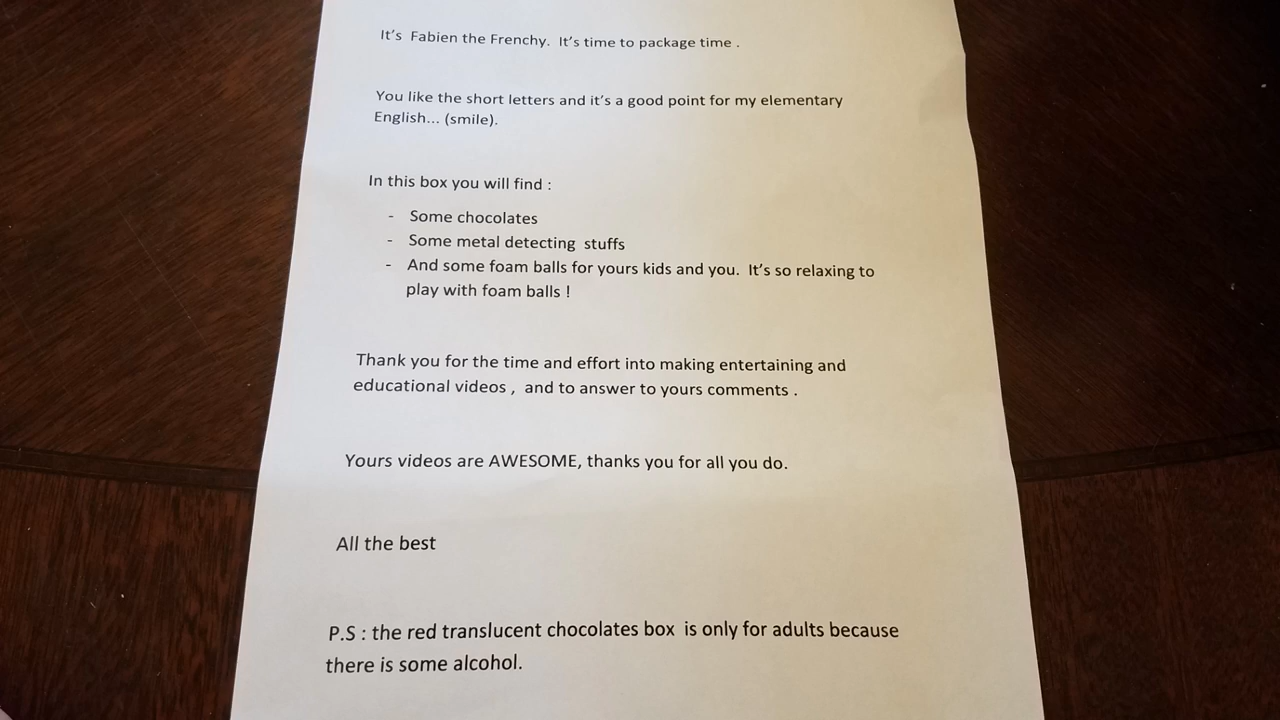 It's Fabien the Frenchy. It's time to package time .
You like the short letters and it's a good point for my elementary
English... (smile).
In this box you will find :
- Some chocolates
- Some metal detecting stuffs
- And some foam balls for yours kids and you. It's so relaxing to
play with foam balls !
Thank you for the time and effort into making entertaining and
educational videos , and to answer to yours comments .
Yours videos are AWESOME, thanks you for all you do.
All the best
P.S : the red translucent chocolates box is only for adults because
there is some alcohol.